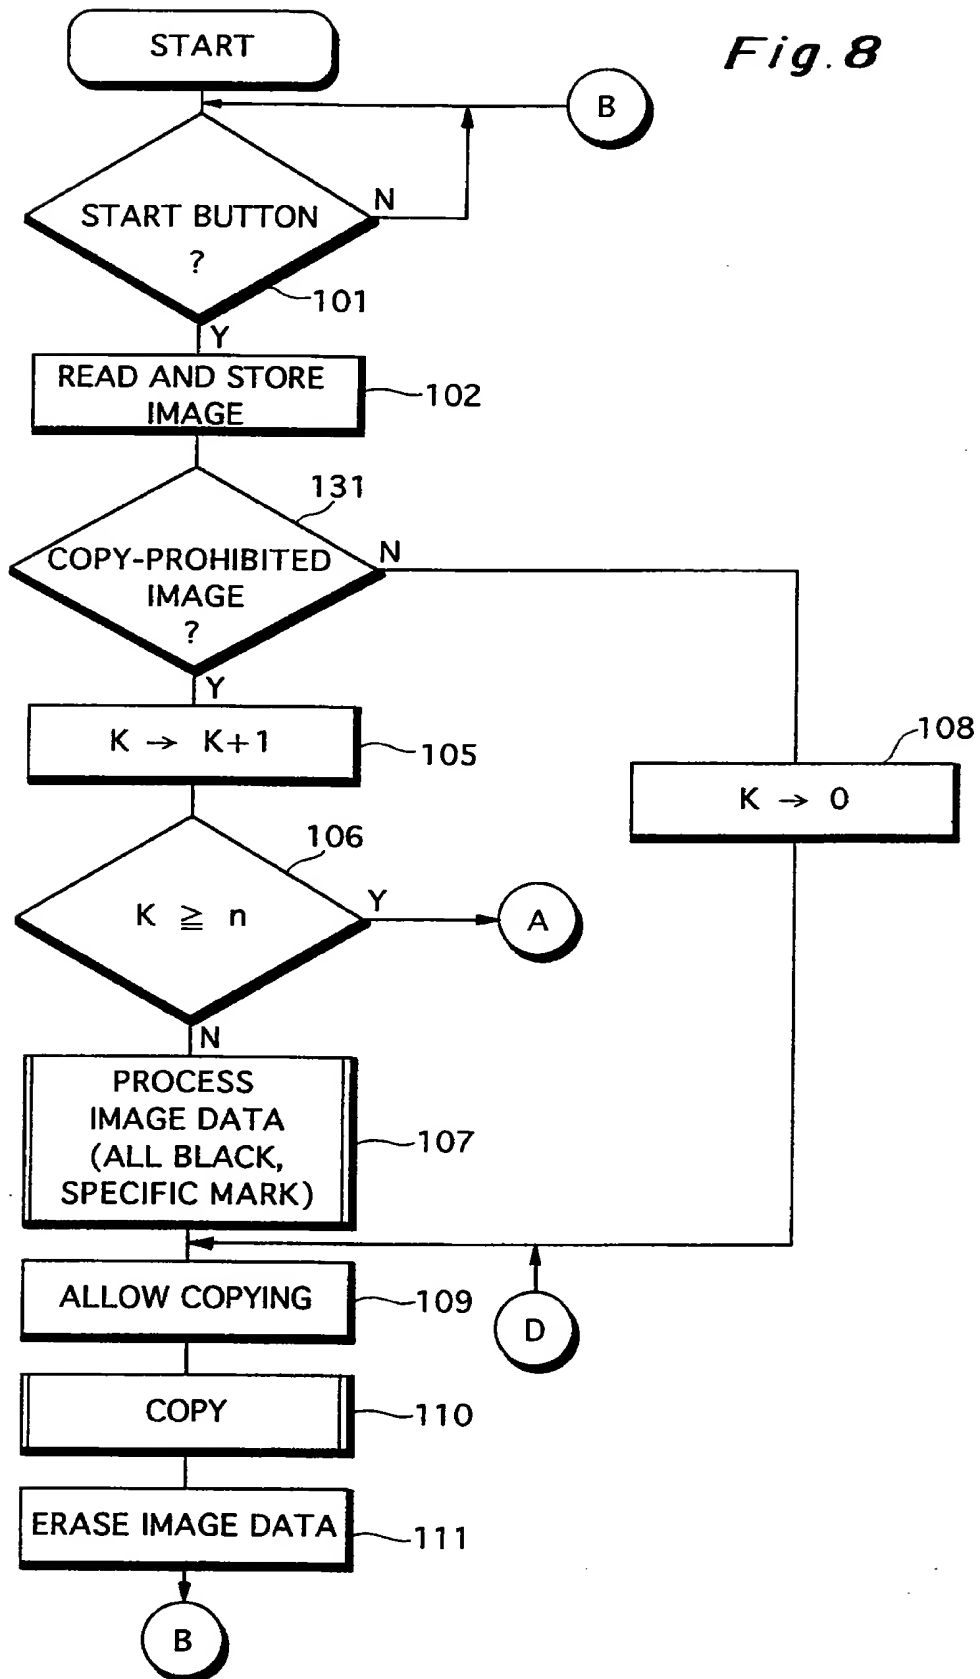 Fig. 8
START
B
START BUTTON
?
N
101
Y
READ AND STORE
IMAGE
102
131
COPY-PROHIBITED
IMAGE
?
N
Y
K → K+1
105
108
K → 0
106
K ≧ n
Y
A
N
PROCESS
IMAGE DATA
(ALL BLACK,
SPECIFIC MARK)
107
ALLOW COPYING
109
D
COPY
110
ERASE IMAGE DATA
111
B